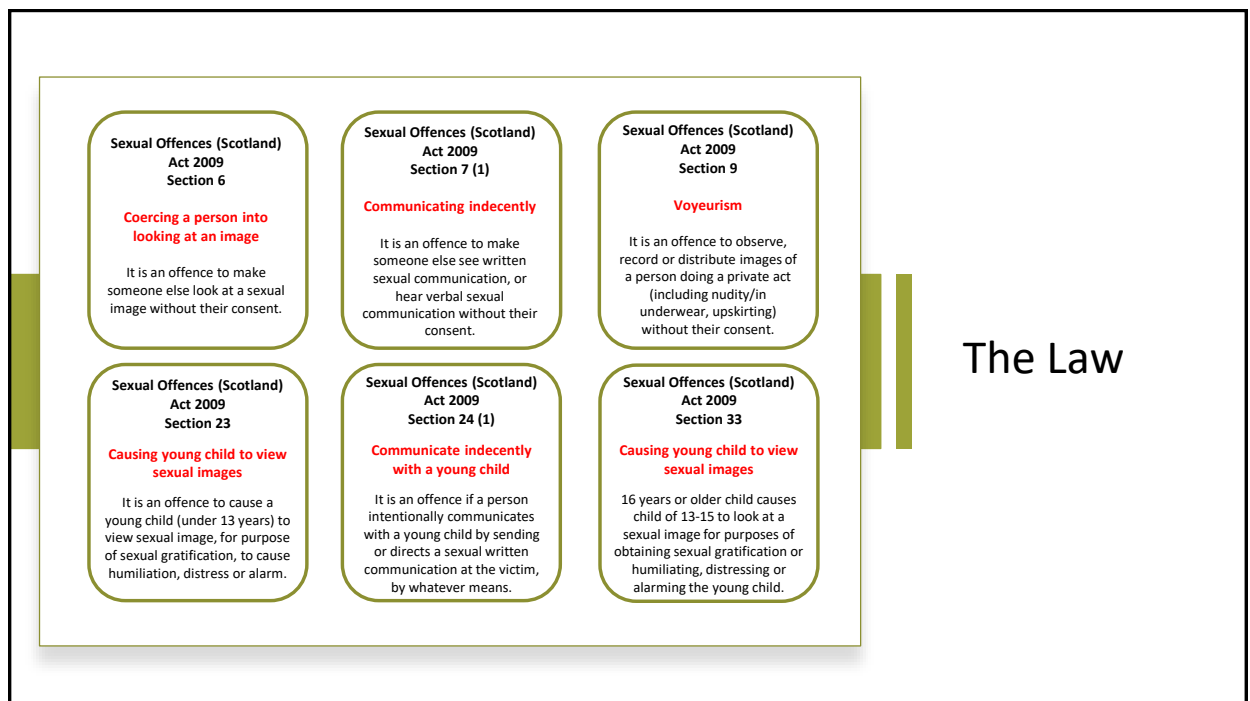 Sexual Offences (Scotland)
Act 2009
Section 6
Coercing a person into
looking at an image
It is an offence to make
someone else look at a sexual
image without their consent.
Sexual Offences (Scotland)
Act 2009
Section 7 (1)
Communicating indecently
It is an offence to make
someone else see written
sexual communication, or
hear verbal sexual
communication without their
consent.
Sexual Offences (Scotland)
Act 2009
Section 9
Voyeurism
It is an offence to observe,
record or distribute images of
a person doing a private act
(including nudity/in
underwear, upskirting)
without their consent.
Sexual Offences (Scotland)
Act 2009
Section 23
Causing young child to view
sexual images
It is an offence to cause a
young child (under 13 years) to
view sexual image, for purpose
of sexual gratification, to cause
humiliation, distress or alarm.
Sexual Offences (Scotland)
Act 2009
Section 24 (1)
Communicate indecently
with a young child
It is an offence if a person
intentionally communicates
with a young child by sending
or directs a sexual written
communication at the victim,
by whatever means.
Sexual Offences (Scotland)
Act 2009
Section 33
Causing young child to view
sexual images
16 years or older child causes
child of 13-15 to look at a
sexual image for purposes of
obtaining sexual gratification or
humiliating, distressing or
alarming the young child.
The Law